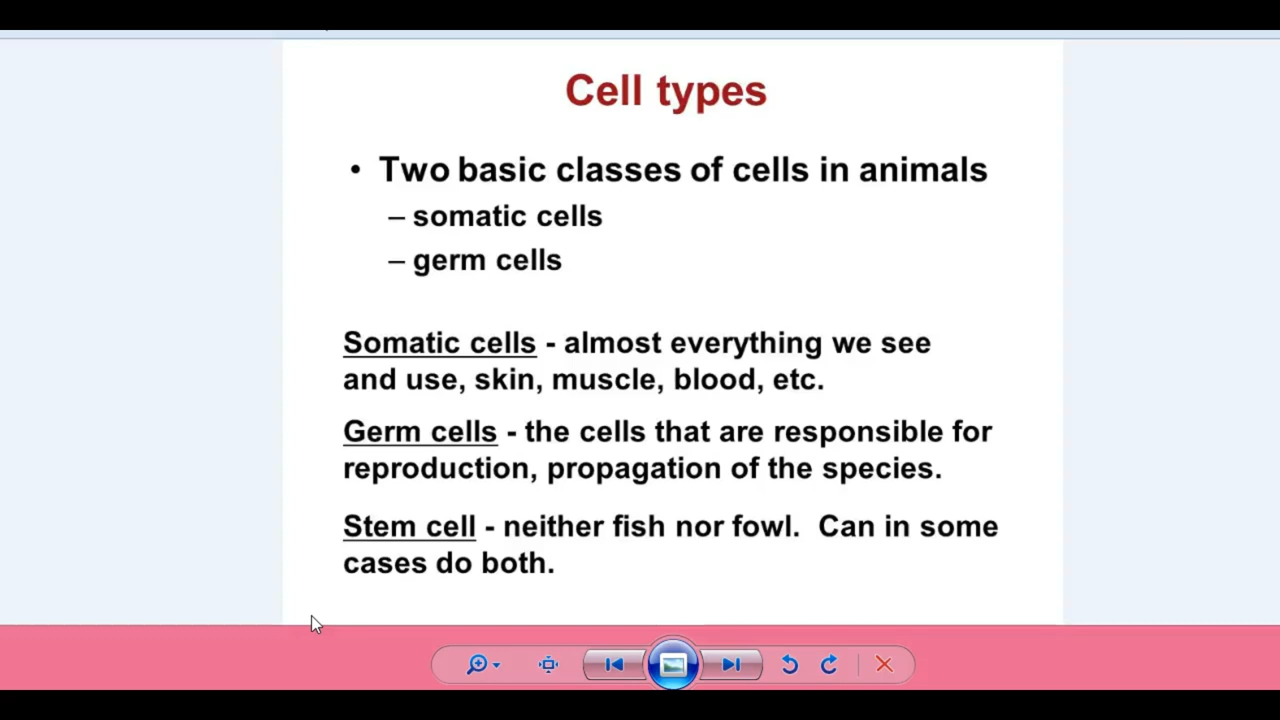 Cell types
• Two basic classes of cells in animals
– somatic cells
– germ cells
Somatic cells - almost everything we see
and use, skin, muscle, blood, etc.
Germ cells - the cells that are responsible for
reproduction, propagation of the species.
Stem cell - neither fish nor fowl.  Can in some
cases do both.